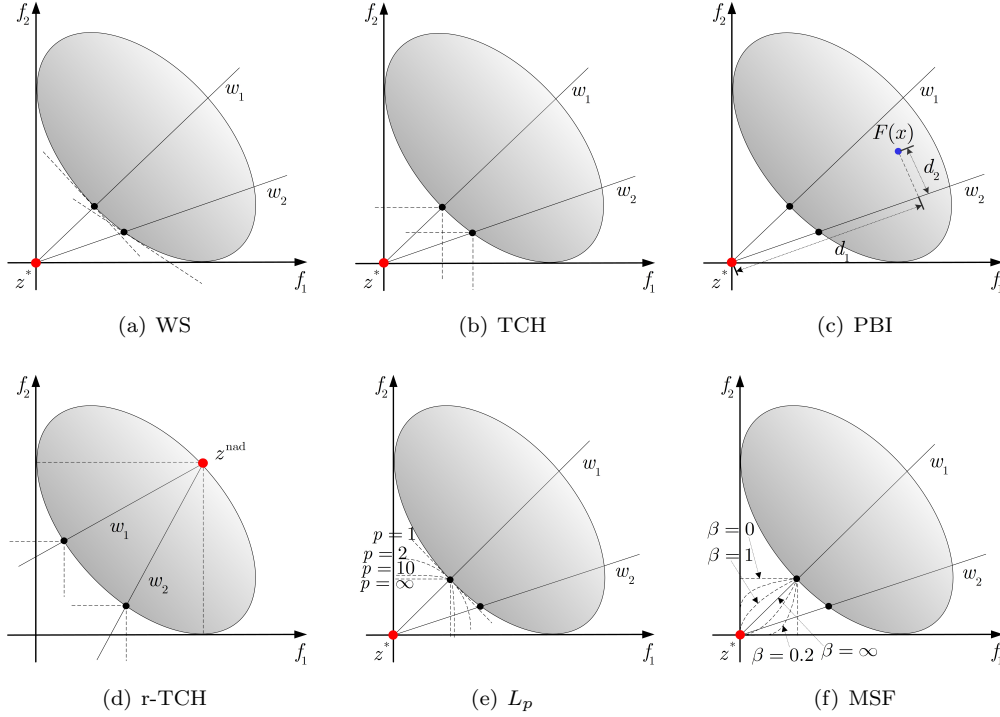 f₂
w₁
w₂
z*
f₁
(a) WS
f₂
w₁
w₂
z*
f₁
(b) TCH
f₂
w₁
F(x)
d₂
w₂
d₁
z*
f₁
(c) PBI
f₂
z^nad
w₁
w₂
f₁
(d) r-TCH
f₂
w₁
p = 1
p = 2
p = 10
p = ∞
w₂
z*
f₁
(e) Lₚ
f₂
w₁
β = 0
β = 1
w₂
z*
β = 0.2
β = ∞
f₁
(f) MSF